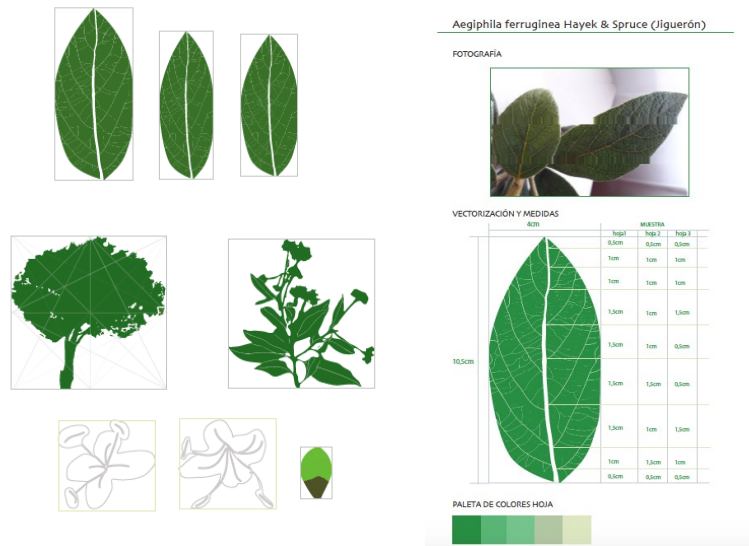 Aegiphila ferruginea Hayek & Spruce (Jiguerón)
FOTOGRAFÍA
VECTORIZACIÓN Y MEDIDAS
4cm MUESTRA
hoja1 hoja 2 hoja 3
0,5cm 0,5cm 0,5cm
1cm 1cm 1cm
1cm 1cm 1cm
1,5cm 1cm 1,5cm
1,5cm 1cm 0,5cm
10,5cm
1,5cm 0,5cm 0,5cm
1,5cm 1cm 1,5cm
1cm 1,5cm 1cm
0,5cm 0,5cm 0,5cm
PALETA DE COLORES HOJA